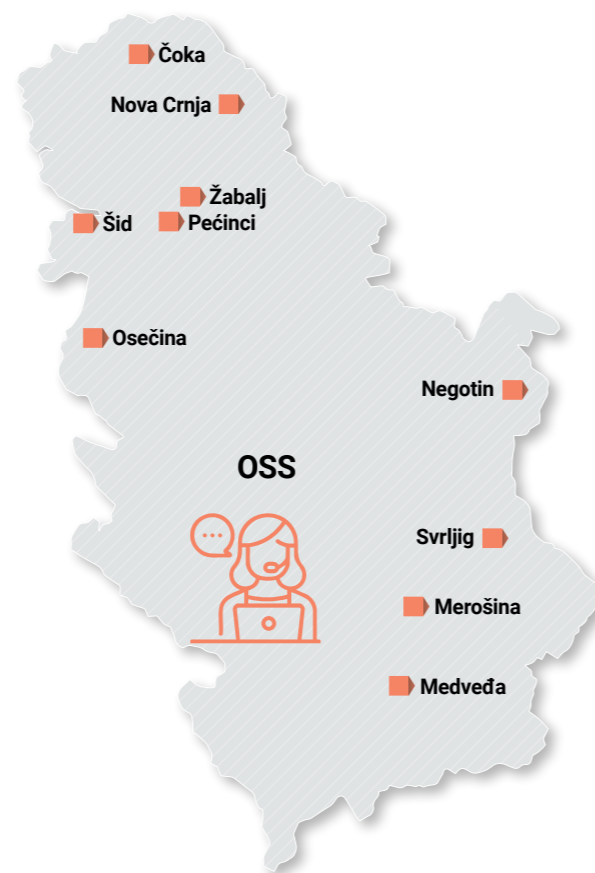 Čoka
Nova Crnja
Žabalj
Šid
Pećinci
Osečina
Negotin
OSS
Svrljig
Merošina
Medveđa